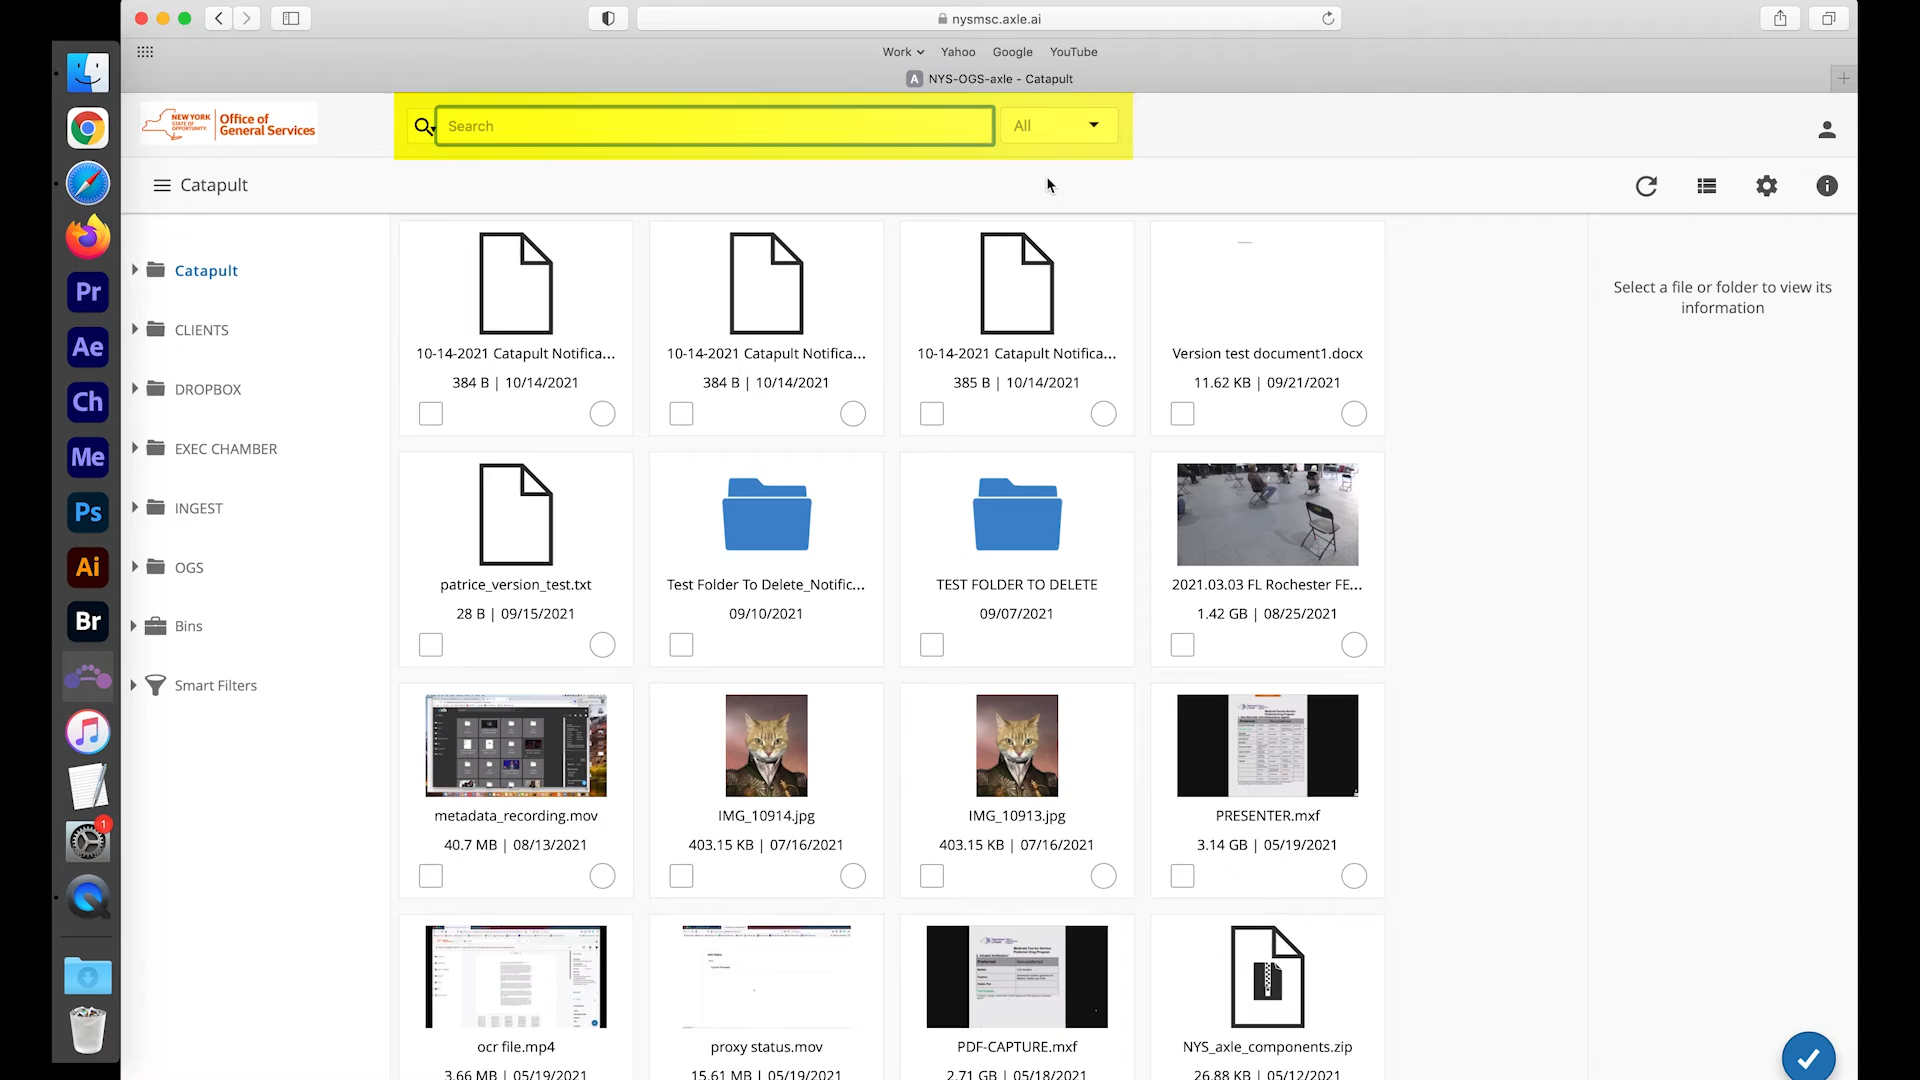 nysmsc.axle.ai
Work Yahoo Google YouTube
A NYS-OGS-axle - Catapult
NEW YORK
STATE OF
OPPORTUNITY.
Office of
General Services
Search
All
Catapult
Catapult
CLIENTS
DROPBOX
EXEC CHAMBER
INGEST
OGS
Bins
Smart Filters
Pr
Ae
Ch
Me
Ps
Ai
Br
1
10-14-2021 Catapult Notifica...
384 B | 10/14/2021
10-14-2021 Catapult Notifica...
384 B | 10/14/2021
10-14-2021 Catapult Notifica...
385 B | 10/14/2021
Version test document1.docx
11.62 KB | 09/21/2021
patrice_version_test.txt
28 B | 09/15/2021
Test Folder To Delete_Notific...
09/10/2021
TEST FOLDER TO DELETE
09/07/2021
2021.03.03 FL Rochester FE...
1.42 GB | 08/25/2021
metadata_recording.mov
40.7 MB | 08/13/2021
IMG_10914.jpg
403.15 KB | 07/16/2021
IMG_10913.jpg
403.15 KB | 07/16/2021
PRESENTER.mxf
3.14 GB | 05/19/2021
ocr file.mp4
3.66 MB | 05/19/2021
proxy status.mov
15.61 MB | 05/19/2021
PDF-CAPTURE.mxf
2.71 GB | 05/18/2021
NYS_axle_components.zip
26.88 KB | 05/12/2021
Select a file or folder to view its
information